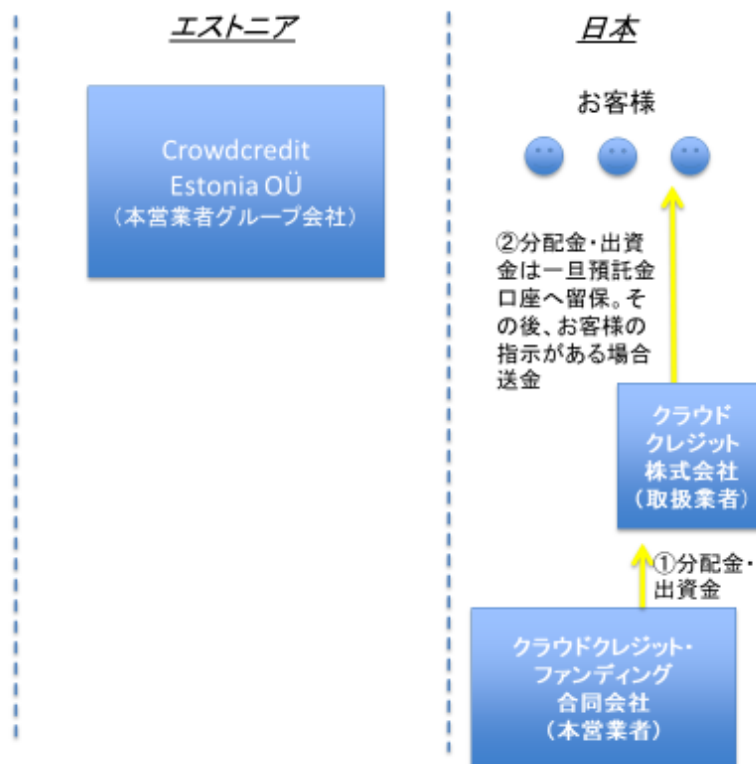 エストニア
日本
Crowdcredit
Estonia OÜ
（本営業者グループ会社）
お客様
②分配金・出資
金は一旦預託金
口座へ留保。そ
の後、お客様の
指示がある場合
送金
クラウド
クレジット
株式会社
（取扱業者）
①分配金・
出資金
クラウドクレジット・
ファンディング
合同会社
（本営業者）